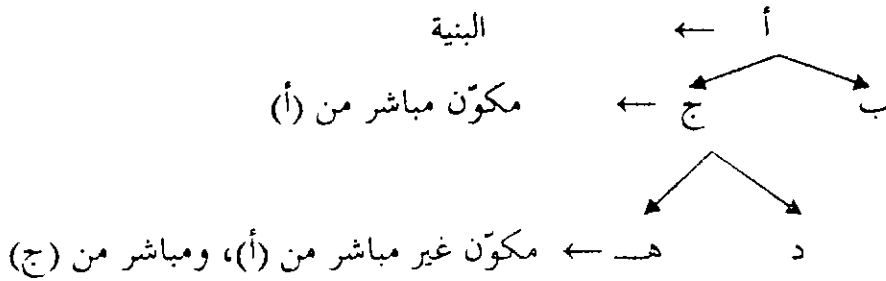 أ ← البنية
ب ج ← مكوّن مباشر من (أ)
د هـ ← مكوّن غير مباشر من (أ)، ومباشر من (ج)